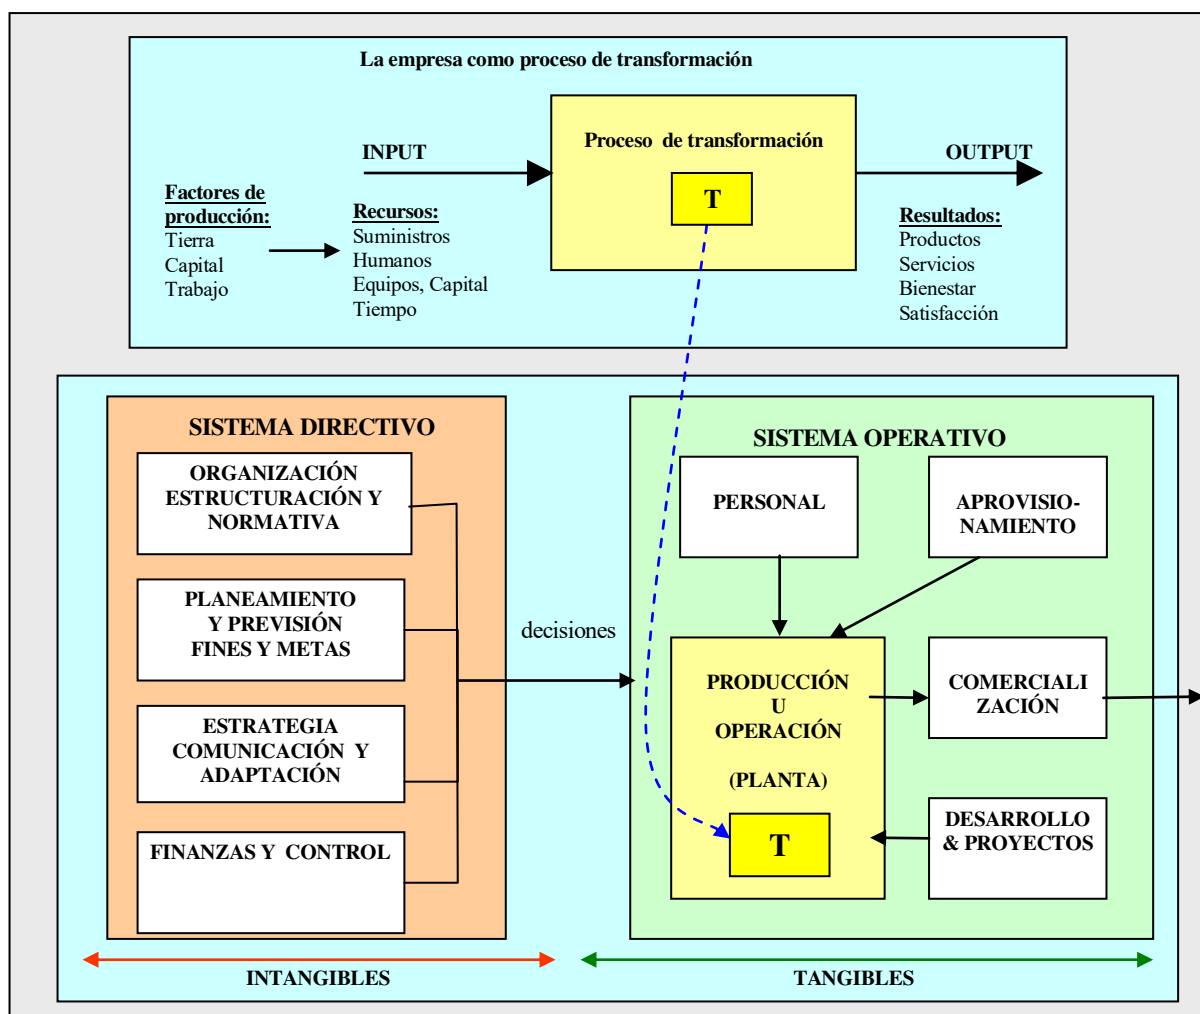 La empresa como proceso de transformación
Proceso de transformación
T
INPUT
OUTPUT
Factores de
producción:
Tierra
Capital
Trabajo
Recursos:
Suministros
Humanos
Equipos, Capital
Tiempo
Resultados:
Productos
Servicios
Bienestar
Satisfacción
SISTEMA DIRECTIVO
ORGANIZACIÓN
ESTRUCTURACIÓN Y
NORMATIVA
PLANEAMIENTO
Y PREVISIÓN
FINES Y METAS
ESTRATEGIA
COMUNICACIÓN Y
ADAPTACIÓN
FINANZAS Y CONTROL
decisiones
SISTEMA OPERATIVO
PERSONAL
APROVISIO-
NAMIENTO
PRODUCCIÓN
U
OPERACIÓN
(PLANTA)
T
COMERCIALI
ZACIÓN
DESARROLLO
& PROYECTOS
INTANGIBLES
TANGIBLES